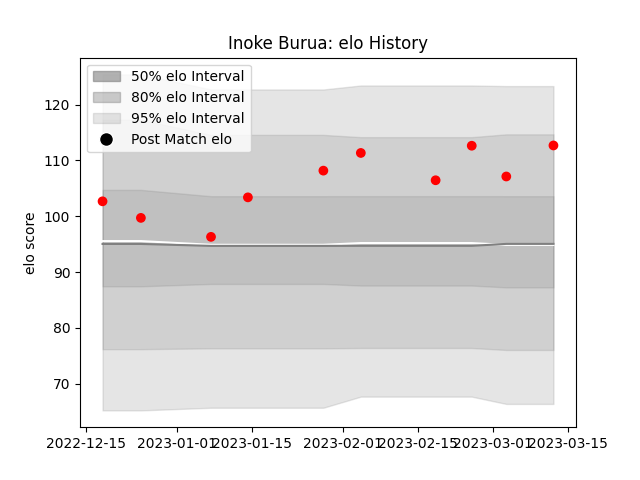 Inoke Burua: elo History
50% elo Interval
80% elo Interval
95% elo Interval
Post Match elo
elo score
120
110
100
90
80
70
2022-12-15
2023-01-01
2023-01-15
2023-02-01
2023-02-15
2023-03-01
2023-03-15